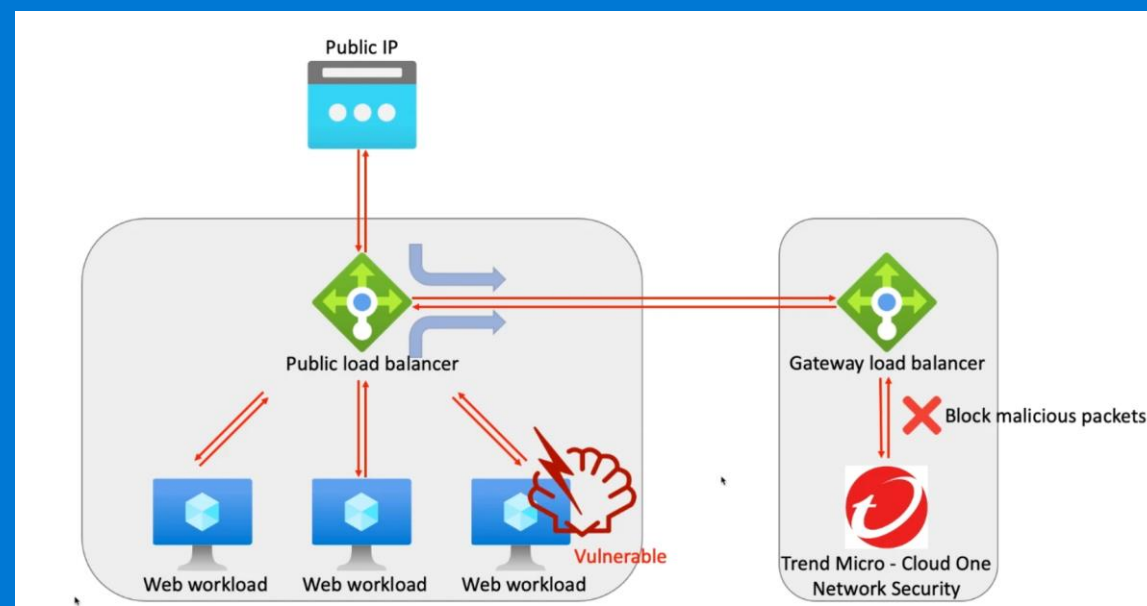 Public IP
Public load balancer
Gateway load balancer
Block malicious packets
Vulnerable
Web workload
Web workload
Web workload
Trend Micro - Cloud One
Network Security